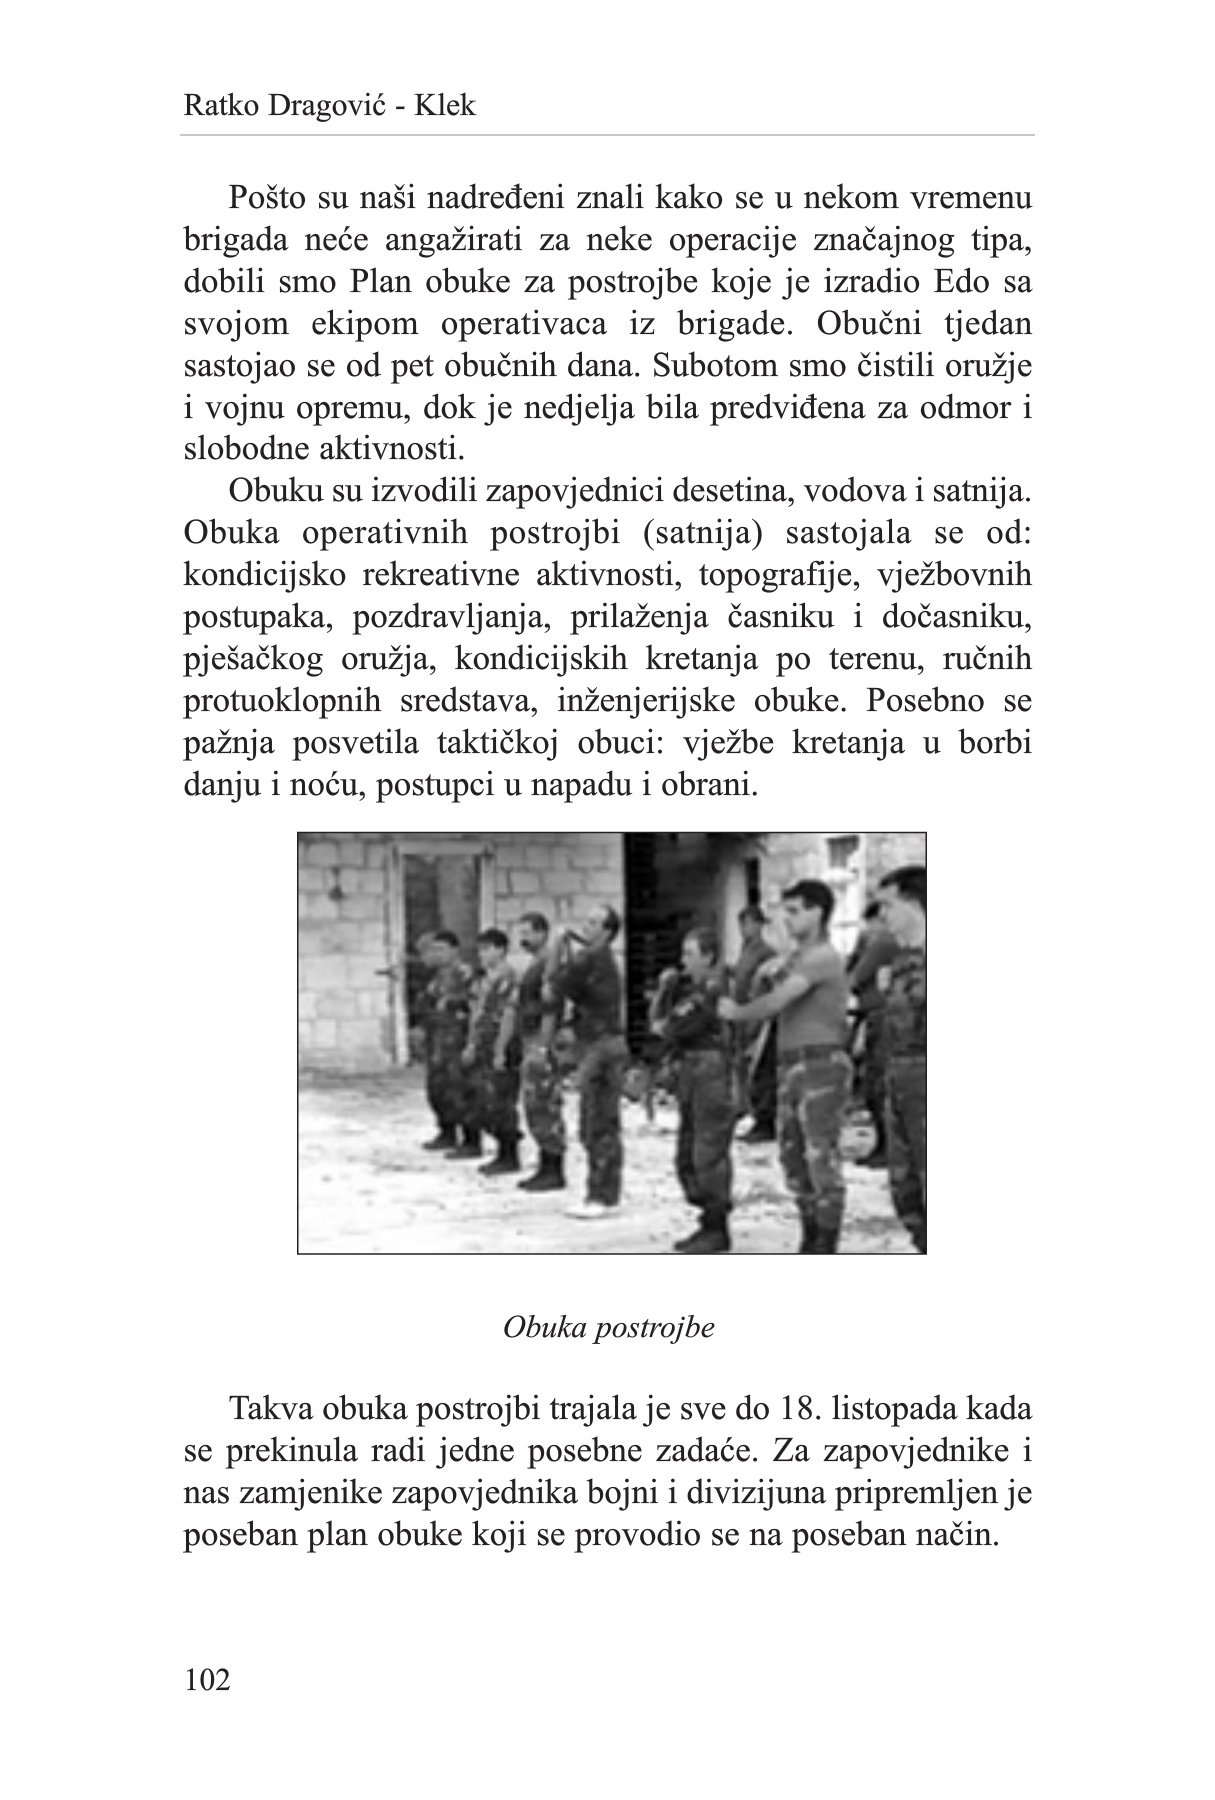 Ratko Dragović - Klek
Pošto su naši nadređeni znali kako se u nekom vremenu
brigada neće angažirati za neke operacije značajnog tipa,
dobili smo Plan obuke za postrojbe koje je izradio Edo sa
svojom ekipom operativaca iz brigade. Obučni tjedan
sastojao se od pet obučnih dana. Subotom smo čistili oružje
i vojnu opremu, dok je nedjelja bila predviđena za odmor i
slobodne aktivnosti.
Obuku su izvodili zapovjednici desetina, vodova i satnija.
Obuka operativnih postrojbi (satnija) sastojala se od:
kondicijsko rekreativne aktivnosti, topografije, vježbovnih
postupaka, pozdravljanja, prilaženja časniku i dočasniku,
pješačkog oružja, kondicijskih kretanja po terenu, ručnih
protuoklopnih sredstava, inženjerijske obuke. Posebno se
pažnja posvetila taktičkoj obuci: vježbe kretanja u borbi
danju i noću, postupci u napadu i obrani.
Obuka postrojbe
Takva obuka postrojbi trajala je sve do 18. listopada kada
se prekinula radi jedne posebne zadaće. Za zapovjednike i
nas zamjenike zapovjednika bojni i divizijuna pripremljen je
poseban plan obuke koji se provodio se na poseban način.
102